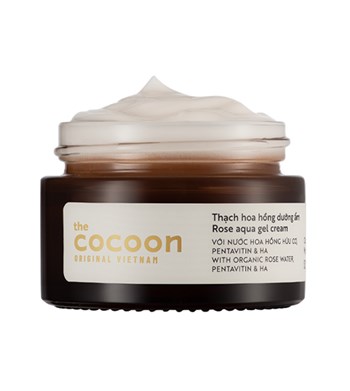 the
cocoon
ORIGINAL VIETNAM
Thạch hoa hồng dưỡng ẩm
Rose aqua gel cream
VỚI NƯỚC HOA HỒNG HỮU CƠ,
PENTAVITIN & HA
WITH ORGANIC ROSE WATER,
PENTAVITIN & HA